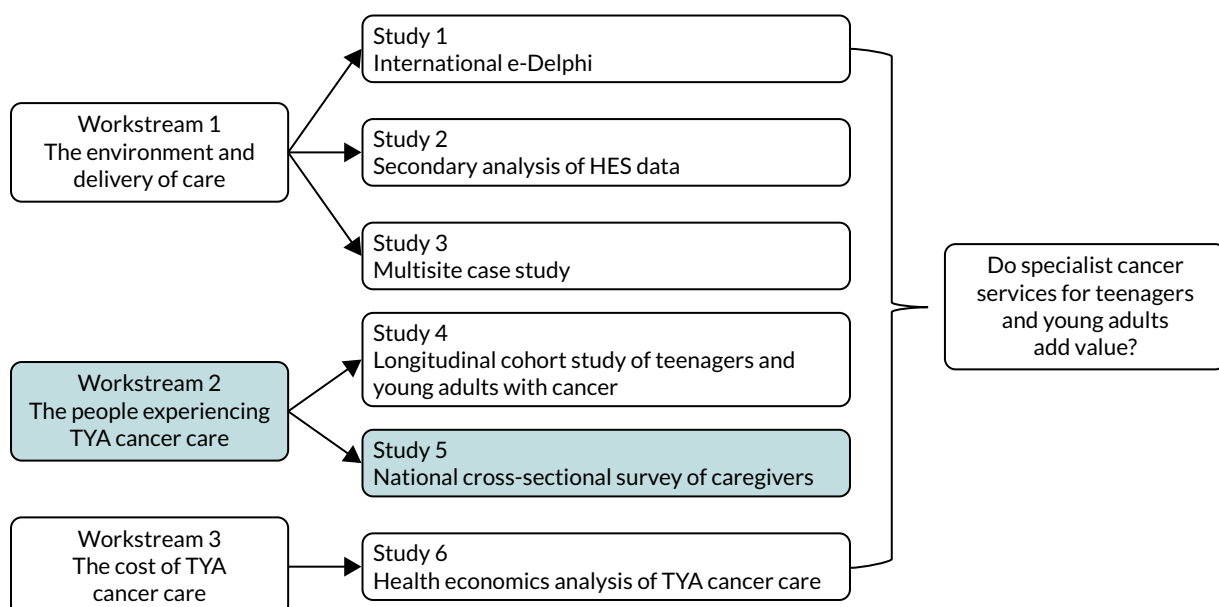 Workstream 1
The environment and
delivery of care
Study 1
International e-Delphi
Study 2
Secondary analysis of HES data
Study 3
Multisite case study
Workstream 2
The people experiencing
TYA cancer care
Study 4
Longitudinal cohort study of teenagers and
young adults with cancer
Study 5
National cross-sectional survey of caregivers
Workstream 3
The cost of TYA
cancer care
Study 6
Health economics analysis of TYA cancer care
Do specialist cancer
services for teenagers
and young adults
add value?